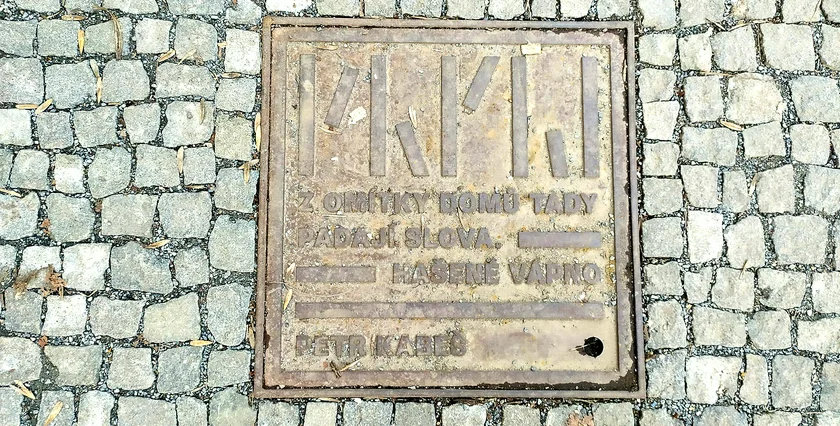 Z OMÍTKY DOMŮ TADY
PADAJÍ SLOVA.
HAŠENÉ VÁPNO
PETR KABEŠ